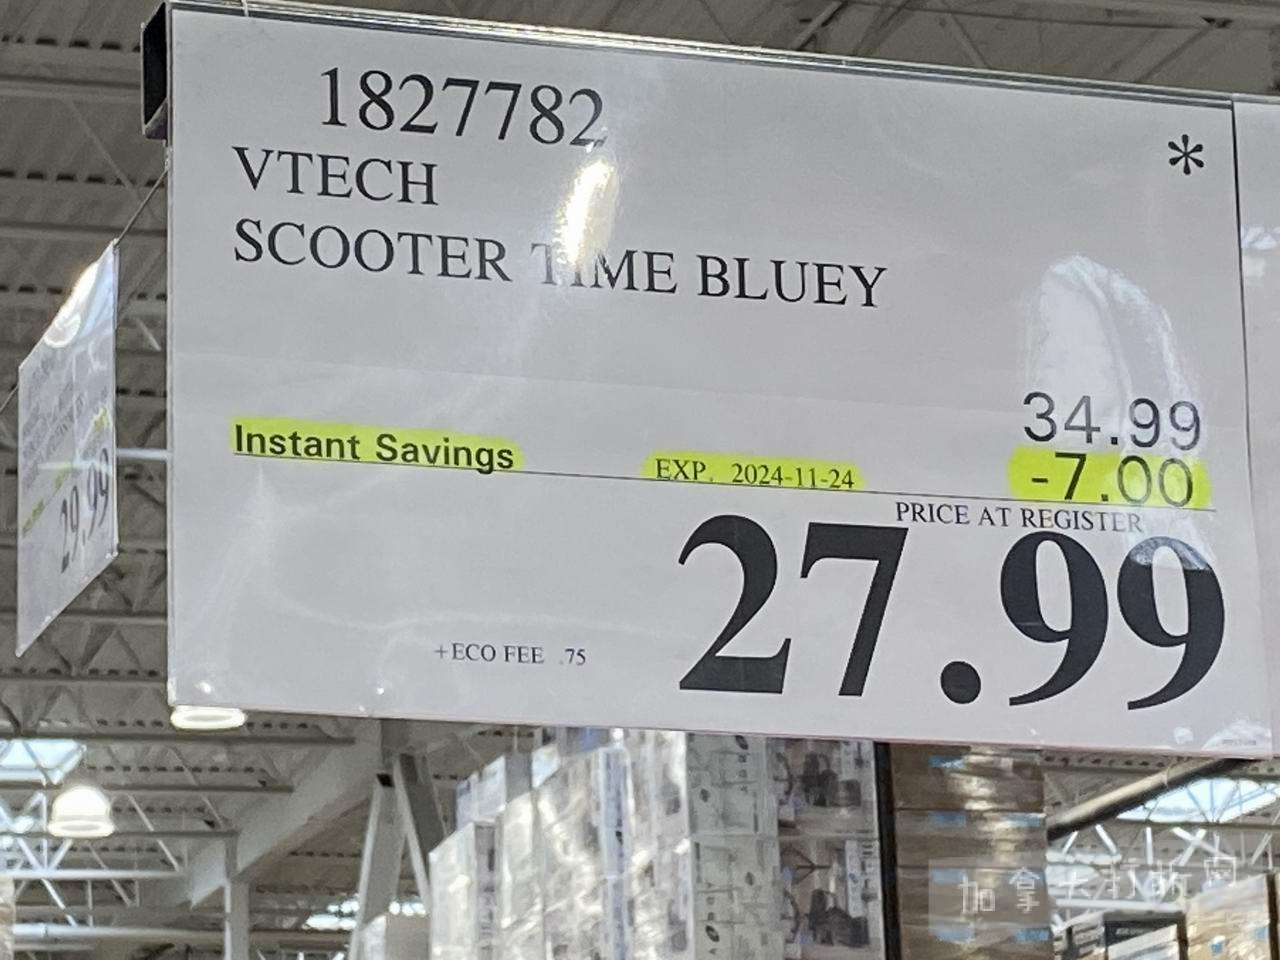 1827782
*
VTECH
SCOOTER TIME BLUEY
34.99
Instant Savings EXP. 2024-11-24 -7.00
PRICE AT REGISTER
27.99
+ECO FEE .75
29.99
加拿大打折网